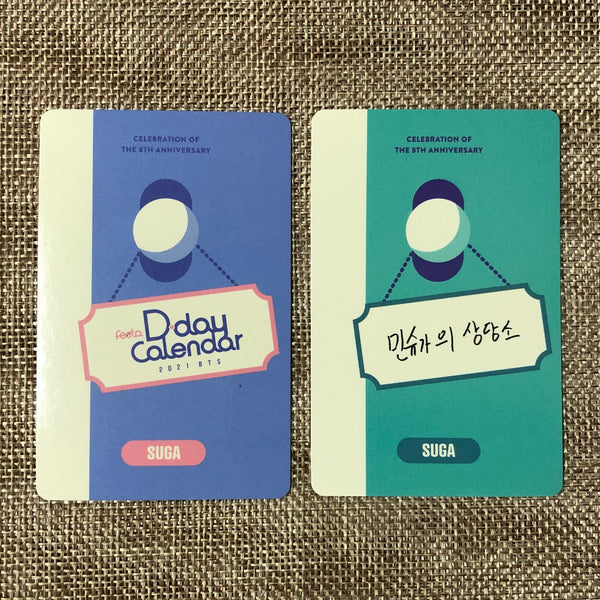 CELEBRATION OF
THE 8TH ANNIVERSARY
festa D-day
Calendar
2021 BTS
SUGA
CELEBRATION OF
THE 8TH ANNIVERSARY
민슈가의 상담소
SUGA